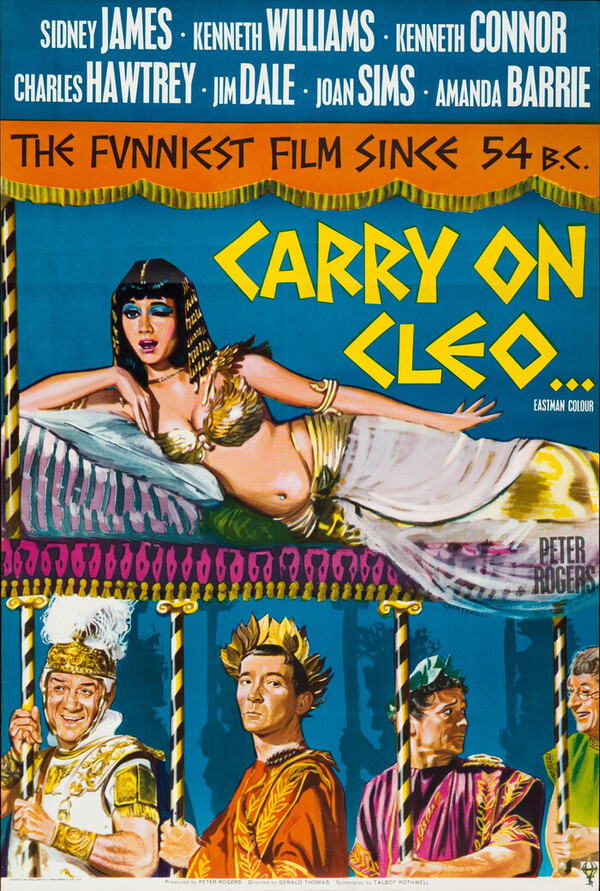 SIDNEY JAMES · KENNETH WILLIAMS · KENNETH CONNOR
CHARLES HAWTREY · JIM DALE · JOAN SIMS · AMANDA BARRIE
THE FVNNIEST FILM SINCE 54 B.C.
CARRY ON
CLEO...
EASTMAN COLOUR
PETER
ROGERS
Produced by PETER ROGERS Directed by GERALD THOMAS Screenplay by TALBOT ROTHWELL